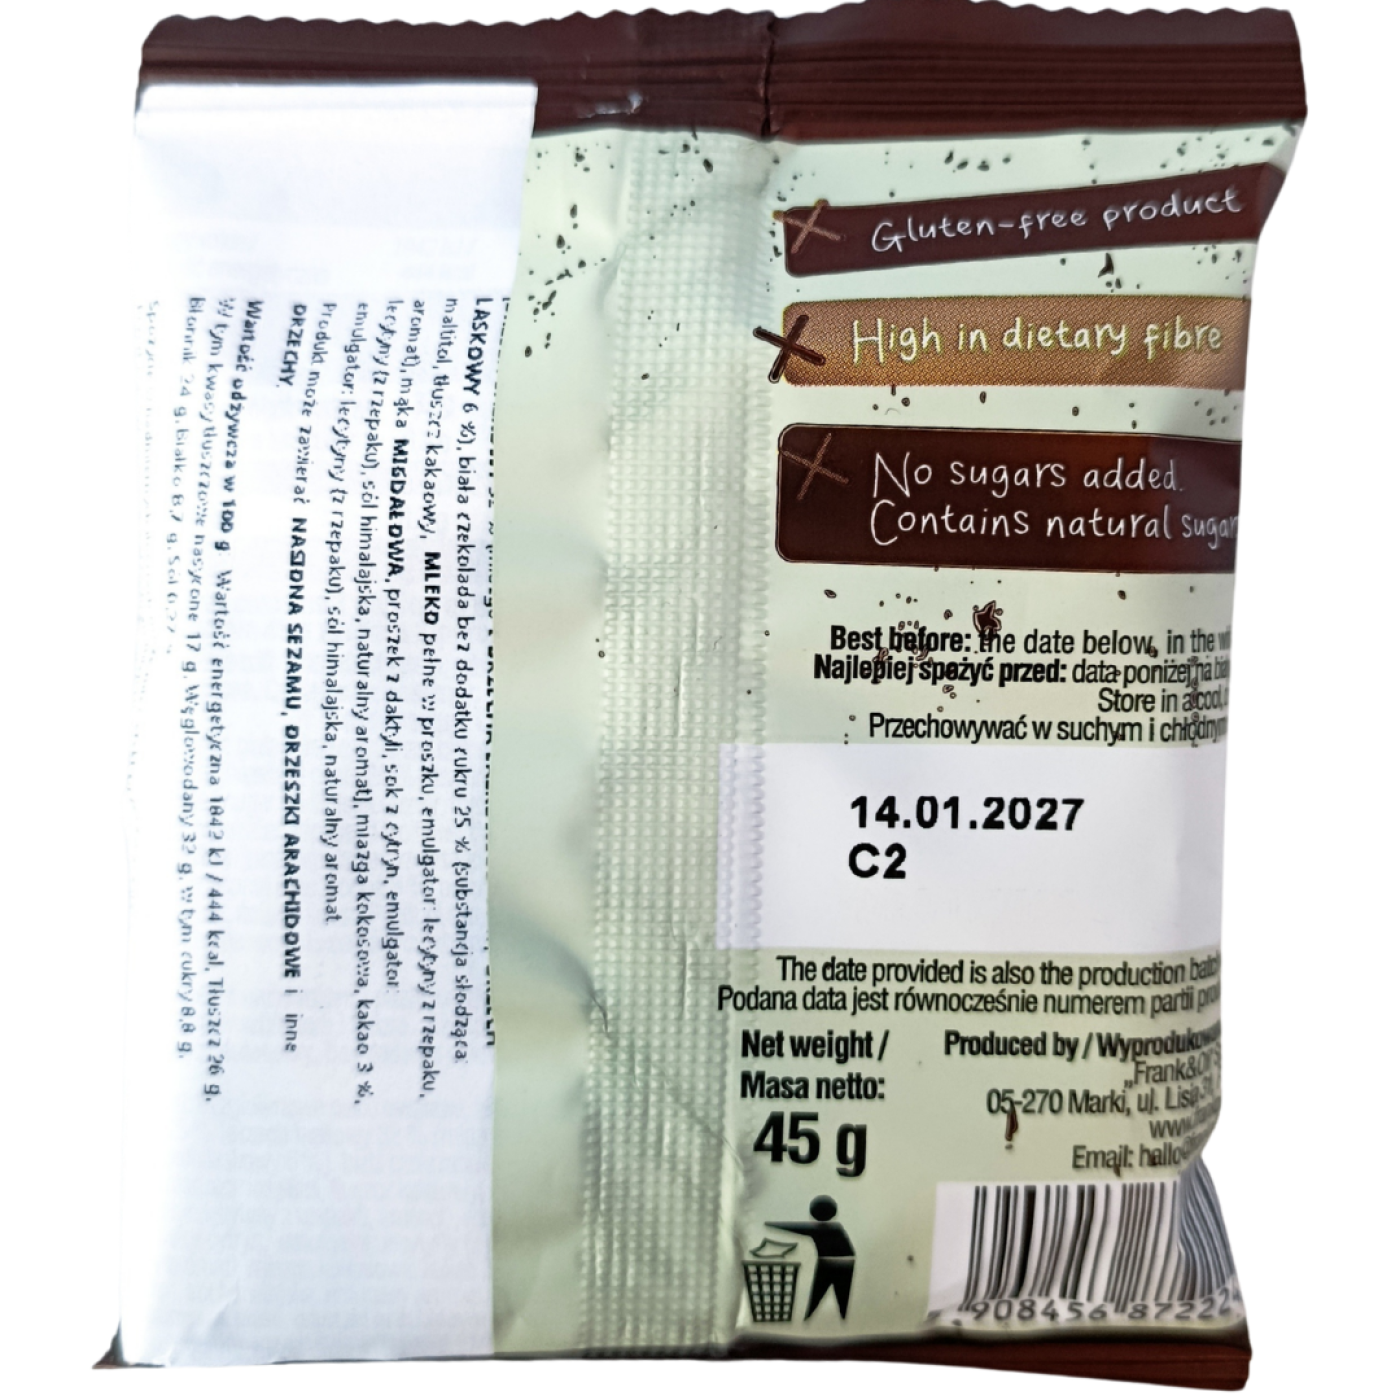 LASKOWY 6 %), biała czekolada bez dodatku cukru 25 % (substancja słodząca:
maltitol, tłuszcz kakaowy, MLEKO pełne w proszku, emulgator: lecytyny z rzepaku,
aromat), mąka MIGDAŁOWA, proszek z daktyli, sok z cytryn, emulgator:
lecytyny (z rzepaku), sól himalajska, naturalny aromat), miazga kokosowa, kakao 3 %,
emulgator: lecytyny (z rzepaku), sól himalajska, naturalny aromat.
Produkt może zawierać NASIONA SEZAMU, ORZESZKI ARACHIDOWE i inne
ORZECHY.
Wartość odżywcza w 100 g Wartość energetyczna 1842 kJ / 444 kcal, Tłuszcz 26 g,
W tym kwasy tłuszczowe nasycone 17 g, Węglowodany 32 g, w tym cukry 8,8 g,
Błonnik 24 g, Białko 8,7 g, Sól
Gluten-free product
High in dietary fibre
No sugars added.
Contains natural sugar
Best before: the date below, in the
Najlepiej spożyć przed: data poniżej na
Store in a cool,
Przechowywać w suchym i
14.01.2027
C2
The date provided is also the production
Podana data jest równocześnie numerem partii
Net weight /
Masa netto:
45 g
Produced by /
05-270 Marki, ul.
Email:
908456 87222